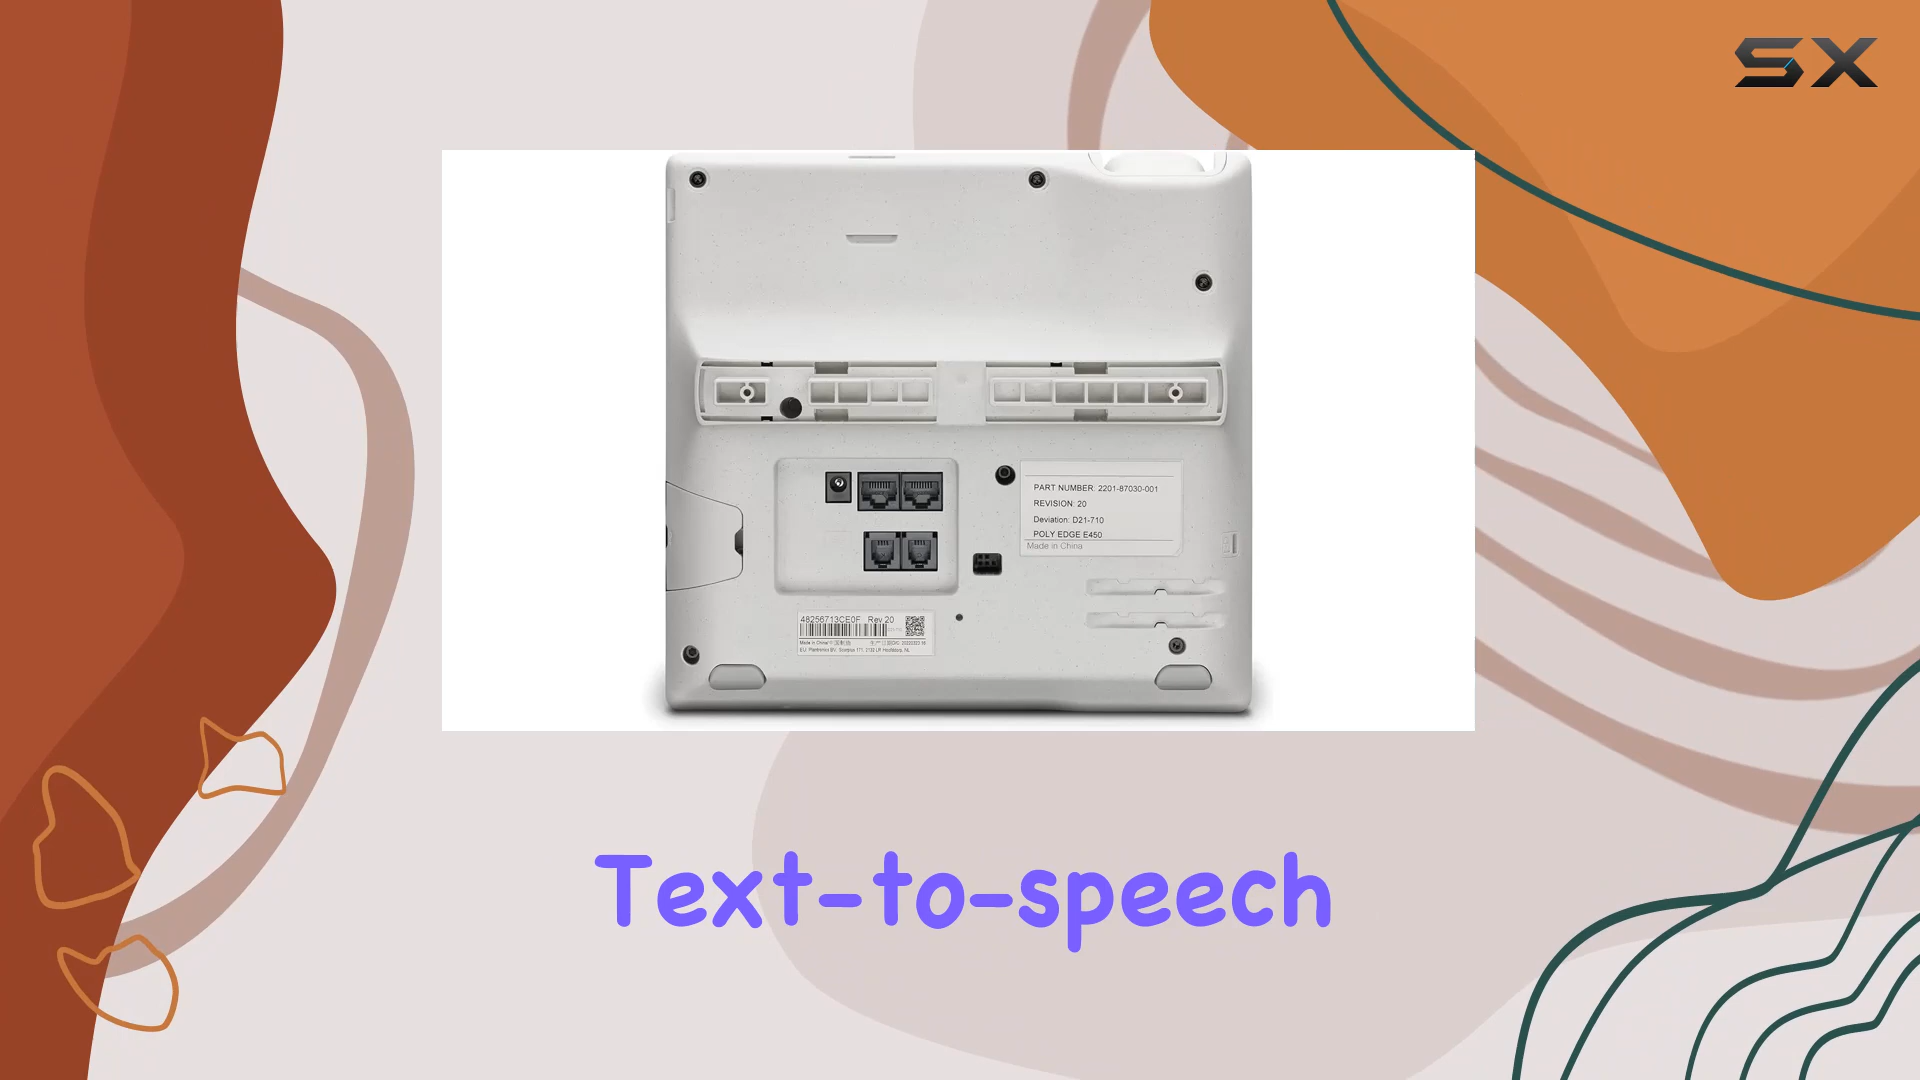 SX
PART NUMBER: 2201-87030-001
REVISION: 20
Deviation: D21-710
POLY EDGE E450
Made in China
48256713CE0F Rev 20
Text-to-speech